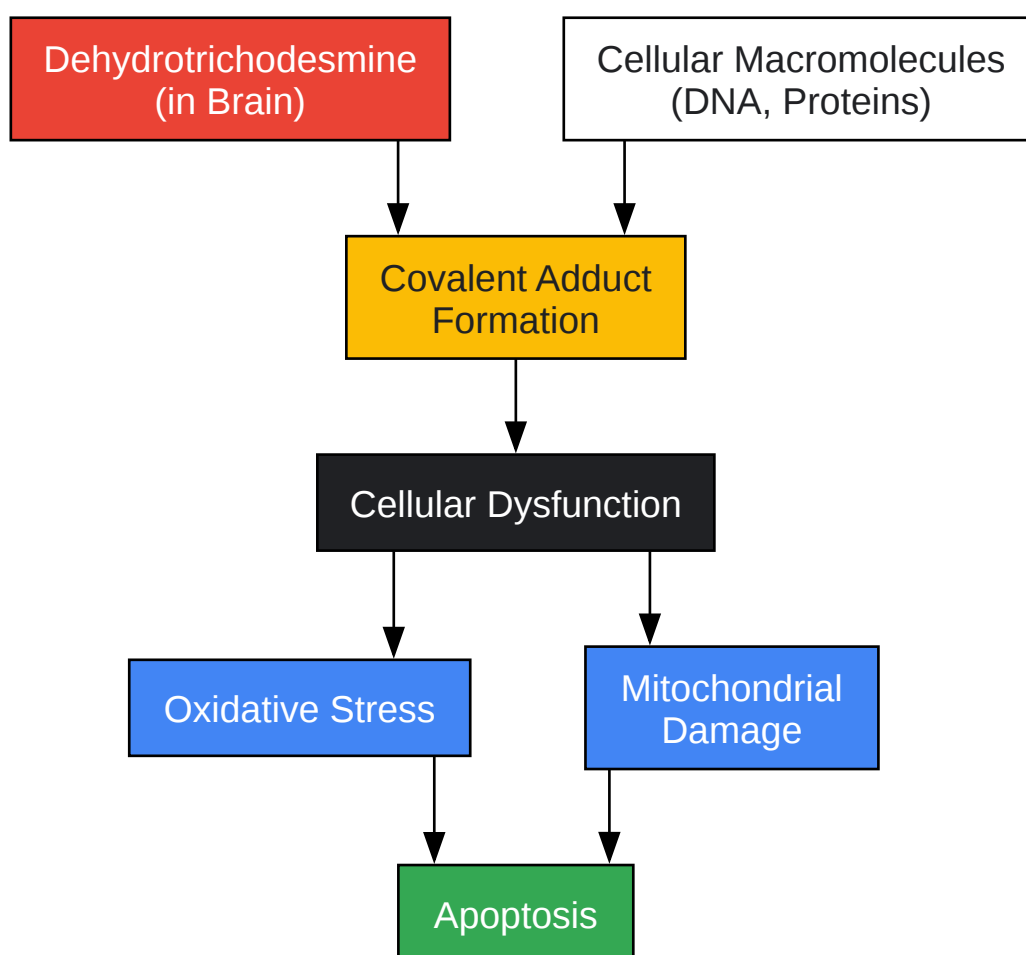 Dehydrotrichodesmine
(in Brain)
Cellular Macromolecules
(DNA, Proteins)
Covalent Adduct
Formation
Cellular Dysfunction
Oxidative Stress
Mitochondrial
Damage
Apoptosis